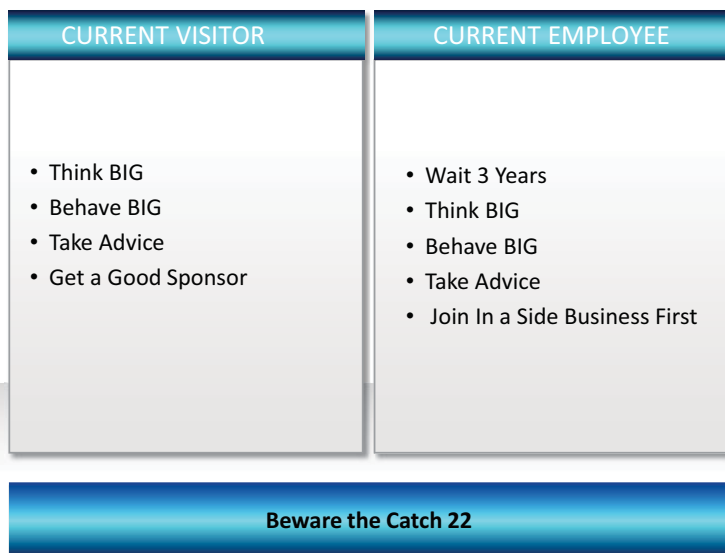 CURRENT VISITOR
• Think BIG
• Behave BIG
• Take Advice
• Get a Good Sponsor
CURRENT EMPLOYEE
• Wait 3 Years
• Think BIG
• Behave BIG
• Take Advice
• Join In a Side Business First
Beware the Catch 22